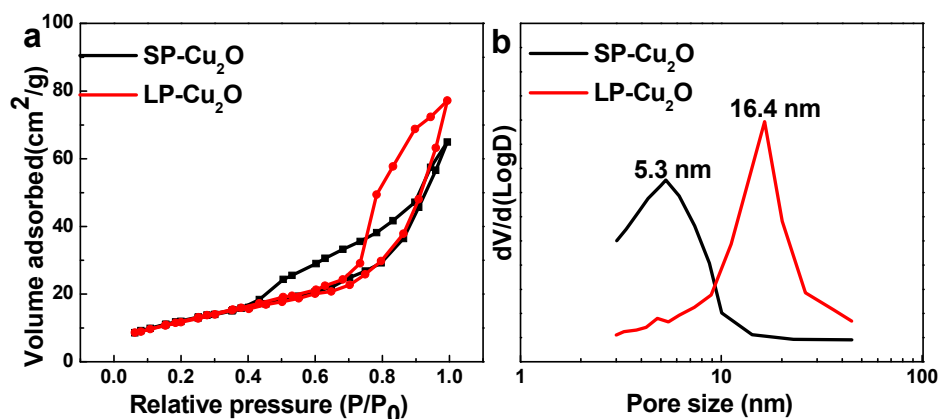 a
SP-Cu₂O
LP-Cu₂O
Volume adsorbed(cm²/g)
100
80
60
40
20
0
0.0 0.2 0.4 0.6 0.8 1.0
Relative pressure (P/P₀)
b
SP-Cu₂O
LP-Cu₂O
16.4 nm
5.3 nm
dV/d(LogD)
1 10 100
Pore size (nm)